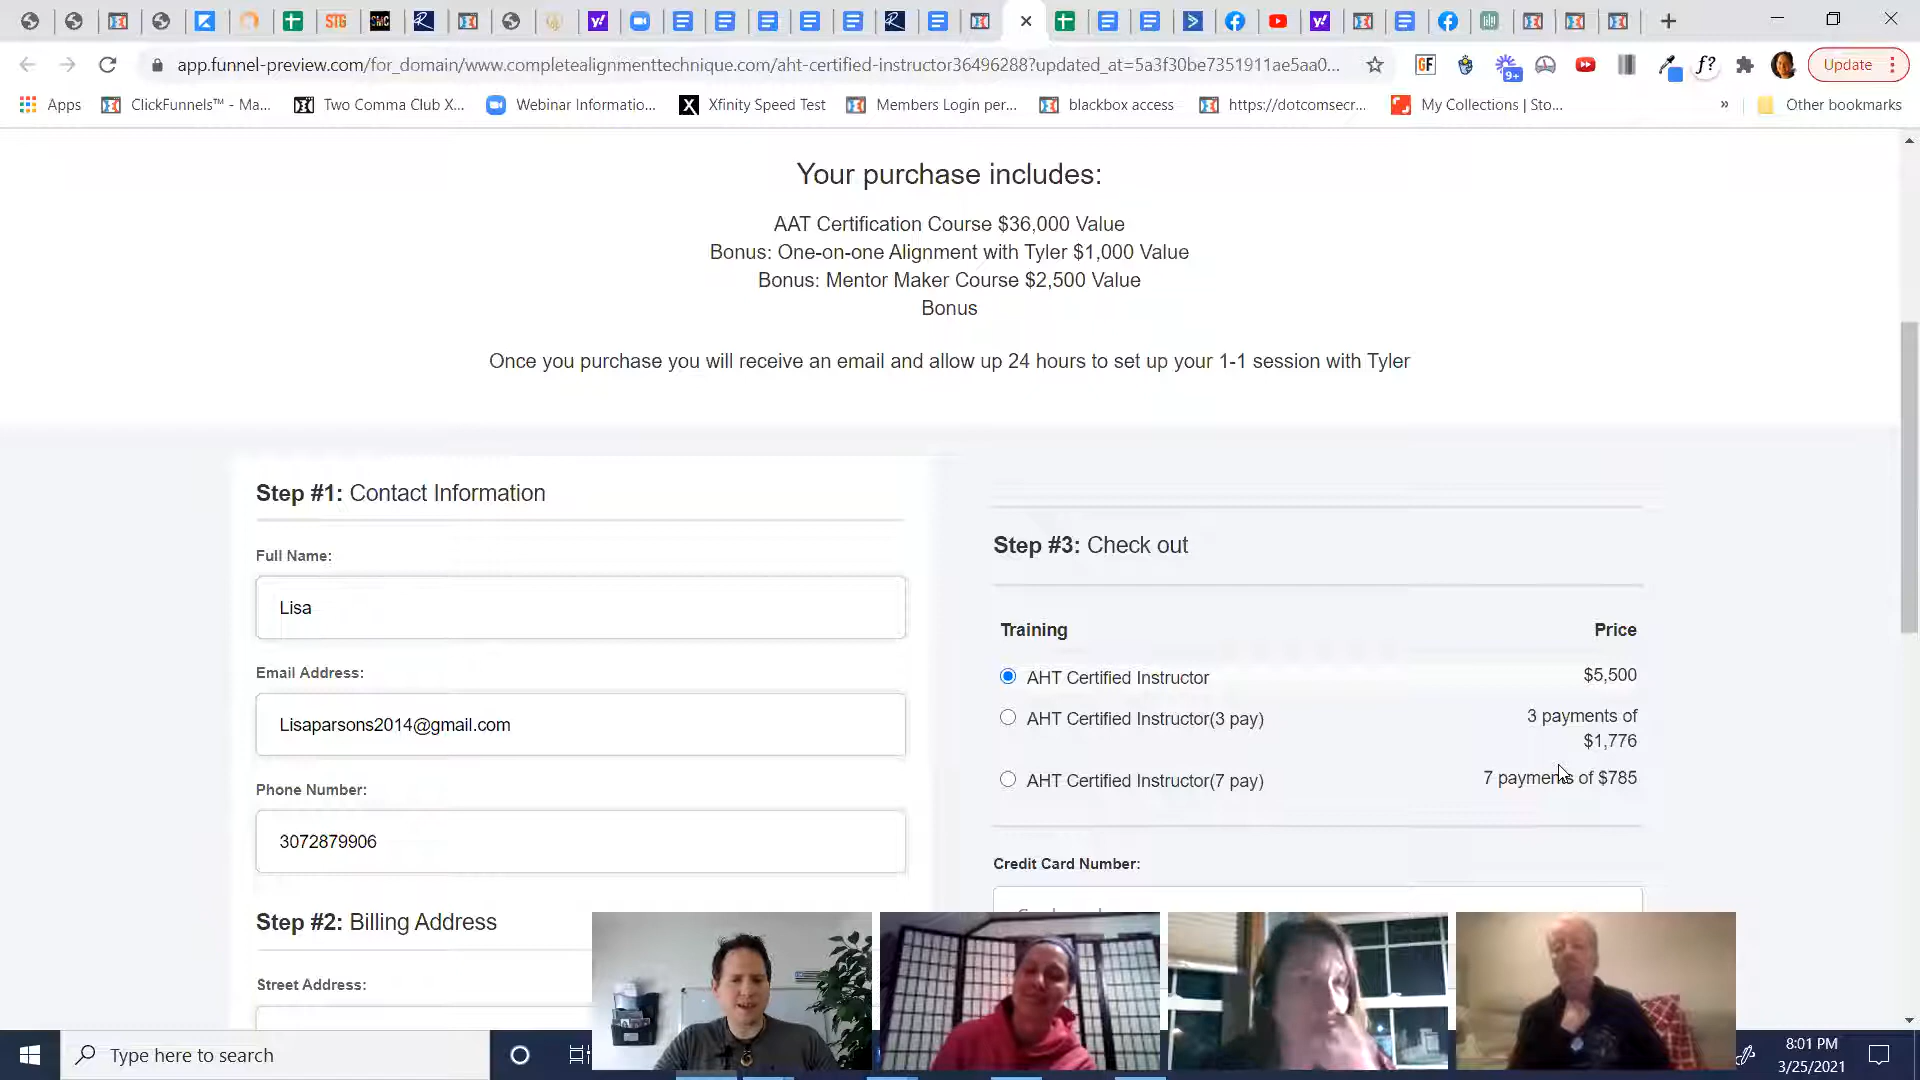 STG
SMC
app.funnel-preview.com/for_domain/www.completealignmenttechnique.com/aht-certified-instructor36496288?updated_at=5a3f30be7351911ae5aa0...
GF
9+
f?
Update
Apps
ClickFunnels™ - Ma...
Two Comma Club X...
Webinar Informatio...
Xfinity Speed Test
Members Login per...
blackbox access
https://dotcomsecr...
My Collections | Sto...
»
Other bookmarks
Your purchase includes:
AAT Certification Course $36,000 Value
Bonus: One-on-one Alignment with Tyler $1,000 Value
Bonus: Mentor Maker Course $2,500 Value
Bonus
Once you purchase you will receive an email and allow up 24 hours to set up your 1-1 session with Tyler
Step #1: Contact Information
Full Name:
Lisa
Email Address:
Lisaparsons2014@gmail.com
Phone Number:
3072879906
Step #2: Billing Address
Street Address:
Step #3: Check out
Training Price
AHT Certified Instructor $5,500
AHT Certified Instructor(3 pay) 3 payments of
$1,776
AHT Certified Instructor(7 pay) 7 payments of $785
Credit Card Number:
Type here to search
8:01 PM
3/25/2021